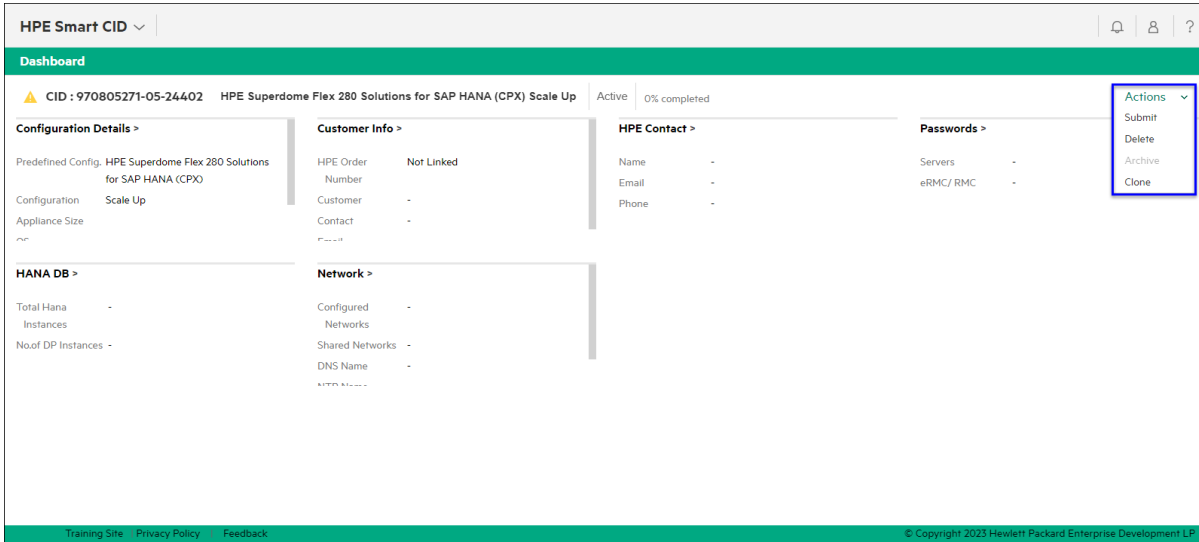 HPE Smart CID
?
Dashboard
CID : 970805271-05-24402 HPE Superdome Flex 280 Solutions for SAP HANA (CPX) Scale Up Active 0% completed
Actions
Submit
Delete
Archive
Clone
Configuration Details >
Predefined Config. HPE Superdome Flex 280 Solutions
for SAP HANA (CPX)
Configuration Scale Up
Appliance Size
OS
Customer Info >
HPE Order Not Linked
Number
Customer -
Contact -
Email
HPE Contact >
Name -
Email -
Phone -
Passwords >
Servers -
eRMC/ RMC -
HANA DB >
Total Hana -
Instances
No.of DP Instances -
Network >
Configured -
Networks
Shared Networks -
DNS Name -
NTP Name
Training Site Privacy Policy Feedback
© Copyright 2023 Hewlett Packard Enterprise Development LP